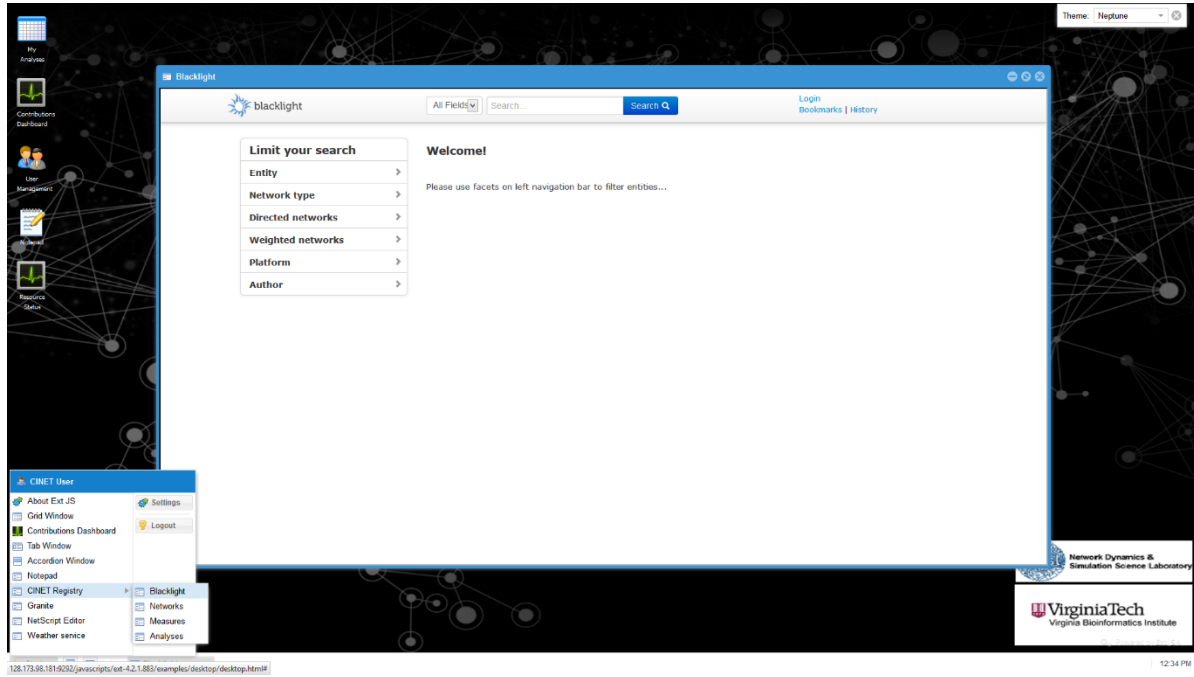 Theme: Neptune
My
Analyses
Contributions
Dashboard
User
Management
Notepad
Resource
Status
Blacklight
blacklight
All Fields
Search...
Search
Login
Bookmarks | History
Limit your search
Entity
Network type
Directed networks
Weighted networks
Platform
Author
Welcome!
Please use facets on left navigation bar to filter entities...
CINET User
About Ext JS
Grid Window
Contributions Dashboard
Tab Window
Accordion Window
Notepad
CINET Registry
Granite
NetScript Editor
Weather service
Settings
Logout
Blacklight
Networks
Measures
Analyses
Network Dynamics &
Simulation Science Laboratory
VirginiaTech
Virginia Bioinformatics Institute
128.173.98.181:9292/javascripts/ext-4.2.1.883/examples/desktop/desktop.html#
12:34 PM